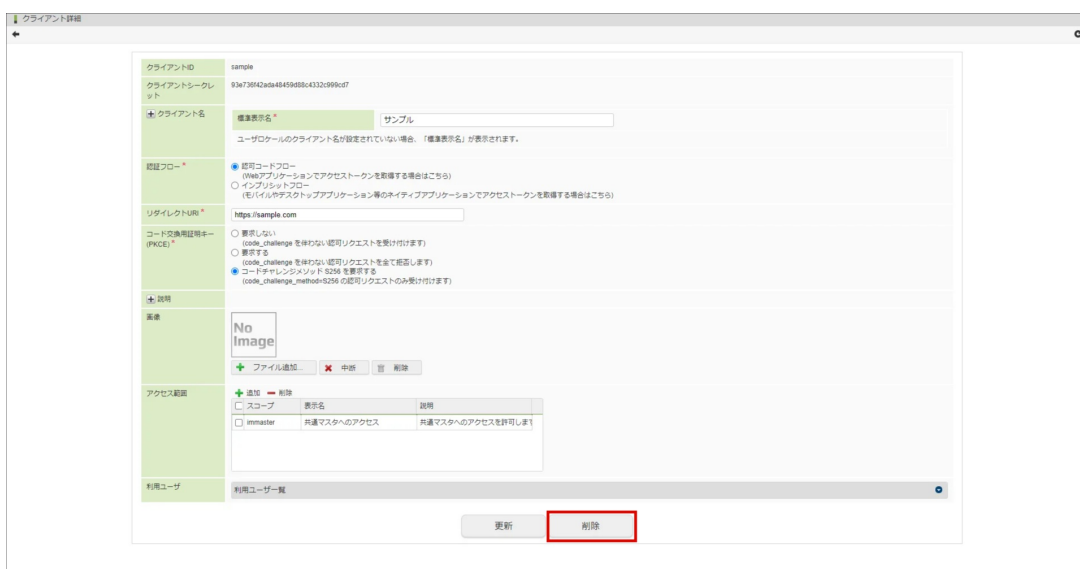 クライアント詳細
クライアントID
sample
クライアントシークレ
ット
93e736f42ada48459d88c4332c999cd7
クライアント名
標準表示名 *
サンプル
ユーザロケールのクライアント名が設定されていない場合、「標準表示名」が表示されます。
認証フロー *
認可コードフロー
(Webアプリケーションでアクセストークンを取得する場合はこちら)
インプリシットフロー
(モバイルやデスクトップアプリケーション等のネイティブアプリケーションでアクセストークンを取得する場合はこちら)
リダイレクトURI *
https://sample.com
コード交換用証明キー
(PKCE) *
要求しない
(code_challenge を伴わない認可リクエストを受け付けます)
要求する
(code_challenge を伴わない認可リクエストを全て拒否します)
コードチャレンジメソッド S256 を要求する
(code_challenge_method=S256 の認可リクエストのみ受け付けます)
説明
画像
No
Image
ファイル追加...
中断
削除
アクセス範囲
追加
削除
スコープ
表示名
説明
immaster
共通マスタへのアクセス
共通マスタへのアクセスを許可します
利用ユーザ
利用ユーザ一覧
更新
削除